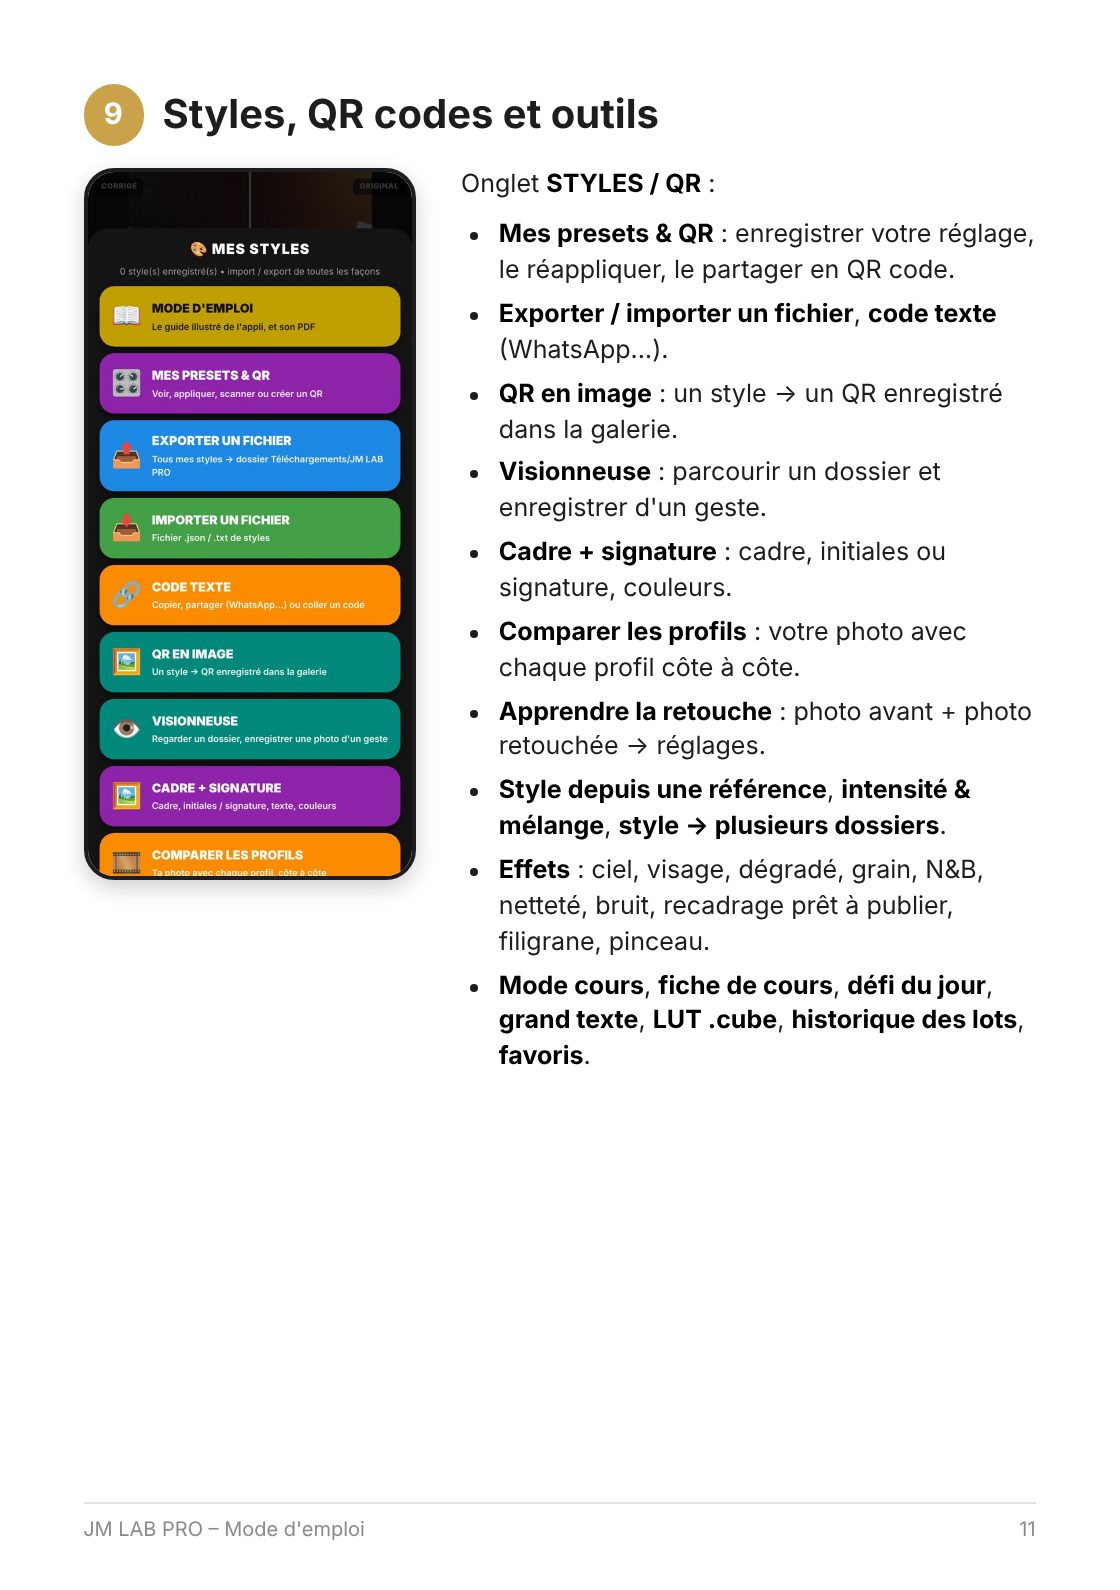 9
Styles, QR codes et outils
CORRIGÉ
ORIGINAL
🎨 MES STYLES
0 style(s) enregistré(s) • import / export de toutes les façons
MODE D'EMPLOI
Le guide illustré de l'appli, et son PDF
MES PRESETS & QR
Voir, appliquer, scanner ou créer un QR
EXPORTER UN FICHIER
Tous mes styles → dossier Téléchargements/JM LAB
PRO
IMPORTER UN FICHIER
Fichier .json / .txt de styles
CODE TEXTE
Copier, partager (WhatsApp...) ou coller un code
QR EN IMAGE
Un style → QR enregistré dans la galerie
VISIONNEUSE
Regarder un dossier, enregistrer une photo d'un geste
CADRE + SIGNATURE
Cadre, initiales / signature, texte, couleurs
COMPARER LES PROFILS
Ta photo avec chaque profil, côte à côte
Onglet STYLES / QR :
• Mes presets & QR : enregistrer votre réglage,
le réappliquer, le partager en QR code.
• Exporter / importer un fichier, code texte
(WhatsApp...).
• QR en image : un style → un QR enregistré
dans la galerie.
• Visionneuse : parcourir un dossier et
enregistrer d'un geste.
• Cadre + signature : cadre, initiales ou
signature, couleurs.
• Comparer les profils : votre photo avec
chaque profil côte à côte.
• Apprendre la retouche : photo avant + photo
retouchée → réglages.
• Style depuis une référence, intensité &
mélange, style → plusieurs dossiers.
• Effets : ciel, visage, dégradé, grain, N&B,
netteté, bruit, recadrage prêt à publier,
filigrane, pinceau.
• Mode cours, fiche de cours, défi du jour,
grand texte, LUT .cube, historique des lots,
favoris.
JM LAB PRO – Mode d'emploi
11